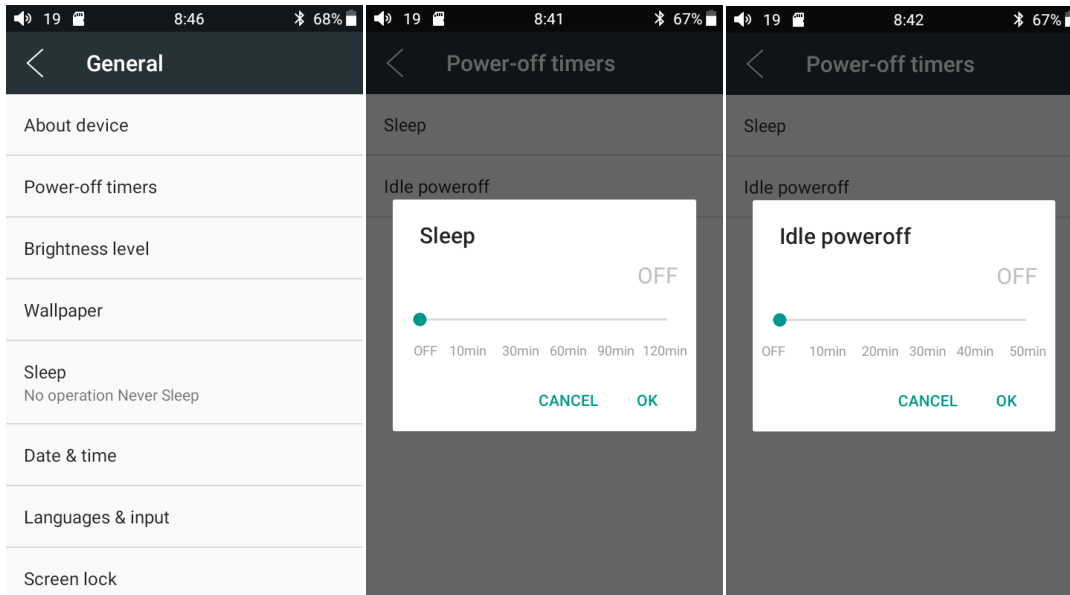 19 8:46 68%
General
About device
Power-off timers
Brightness level
Wallpaper
Sleep
No operation Never Sleep
Date & time
Languages & input
Screen lock
19 8:41 67%
Power-off timers
Sleep
Idle poweroff
Sleep
OFF
OFF 10min 30min 60min 90min 120min
CANCEL OK
19 8:42 67%
Power-off timers
Sleep
Idle poweroff
Idle poweroff
OFF
OFF 10min 20min 30min 40min 50min
CANCEL OK